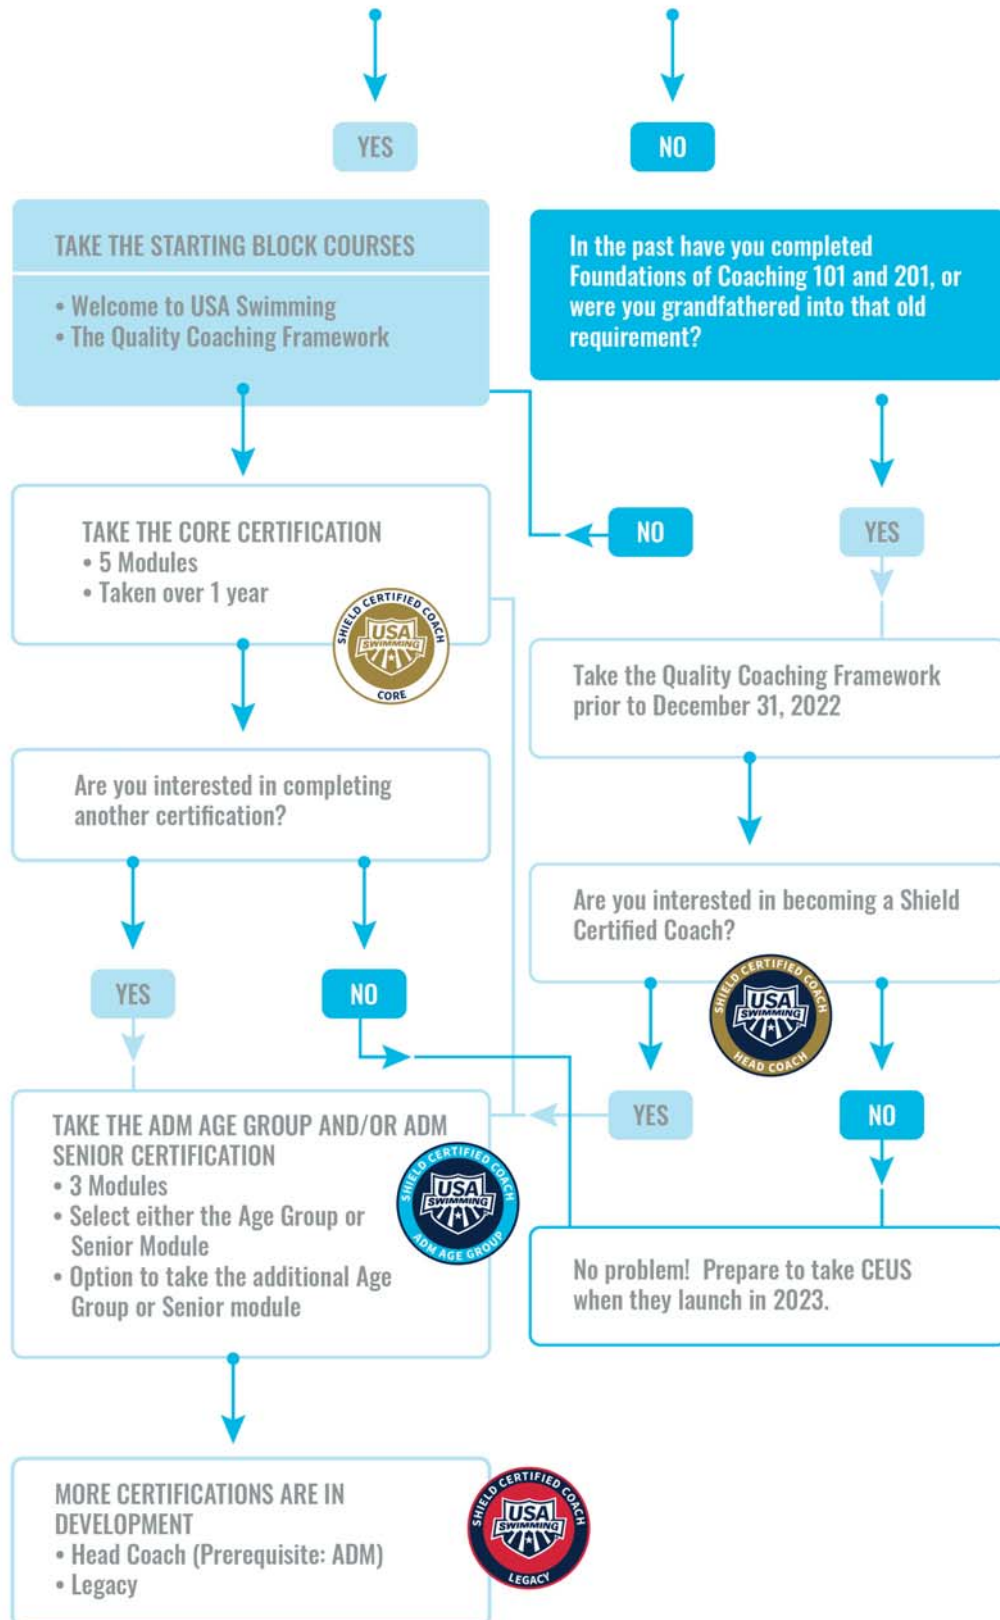 YES
NO
TAKE THE STARTING BLOCK COURSES
• Welcome to USA Swimming
• The Quality Coaching Framework
In the past have you completed
Foundations of Coaching 101 and 201, or
were you grandfathered into that old
requirement?
TAKE THE CORE CERTIFICATION
• 5 Modules
• Taken over 1 year
SHIELD CERTIFIED COACH
USA
SWIMMING
CORE
NO
YES
Take the Quality Coaching Framework
prior to December 31, 2022
Are you interested in completing
another certification?
Are you interested in becoming a Shield
Certified Coach?
SHIELD CERTIFIED COACH
USA
SWIMMING
HEAD COACH
YES
NO
YES
NO
TAKE THE ADM AGE GROUP AND/OR ADM
SENIOR CERTIFICATION
• 3 Modules
• Select either the Age Group or
Senior Module
• Option to take the additional Age
Group or Senior module
SHIELD CERTIFIED COACH
USA
SWIMMING
ADM AGE GROUP
No problem! Prepare to take CEUS
when they launch in 2023.
MORE CERTIFICATIONS ARE IN
DEVELOPMENT
• Head Coach (Prerequisite: ADM)
• Legacy
SHIELD CERTIFIED COACH
USA
SWIMMING
LEGACY